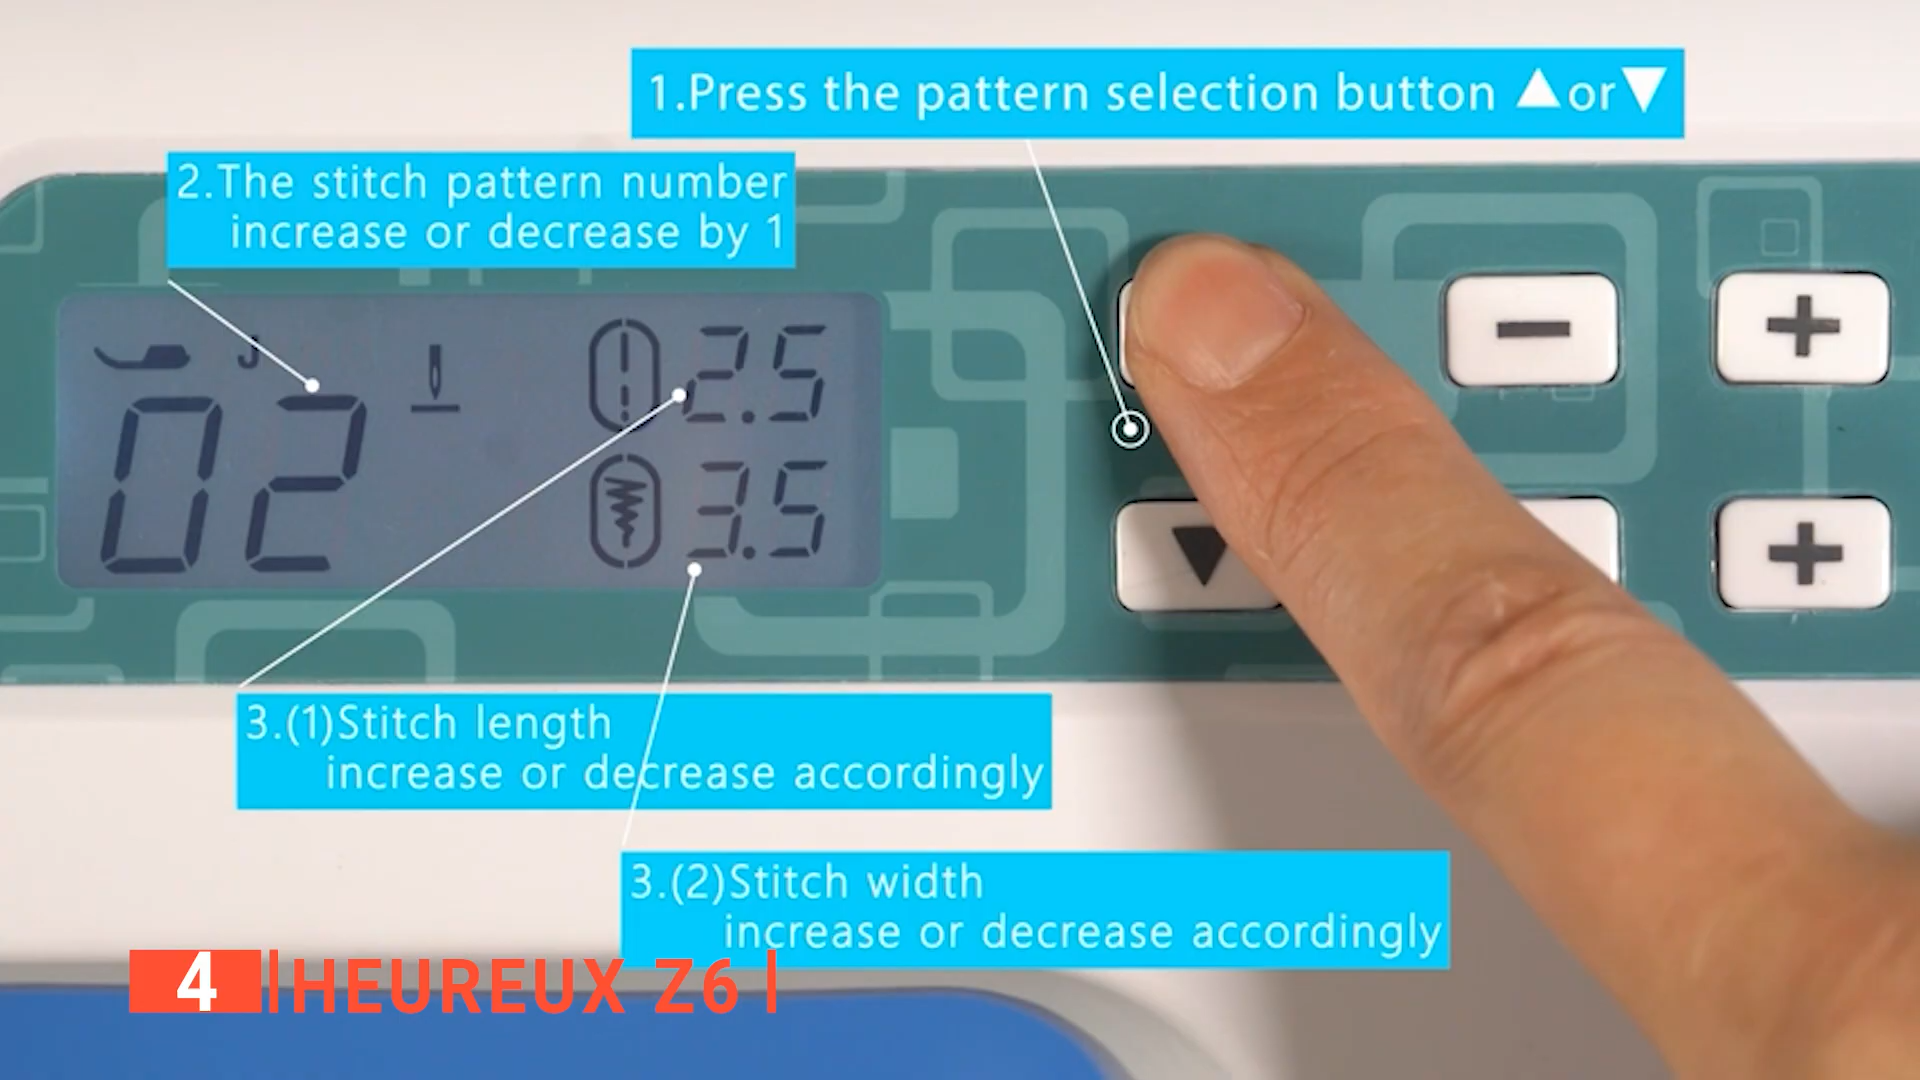 1.Press the pattern selection button ▲or▼
2.The stitch pattern number
increase or decrease by 1
J
02
2.5
3.5
3.(1)Stitch length
increase or decrease accordingly
3.(2)Stitch width
increase or decrease accordingly
4 HEUREUX Z6